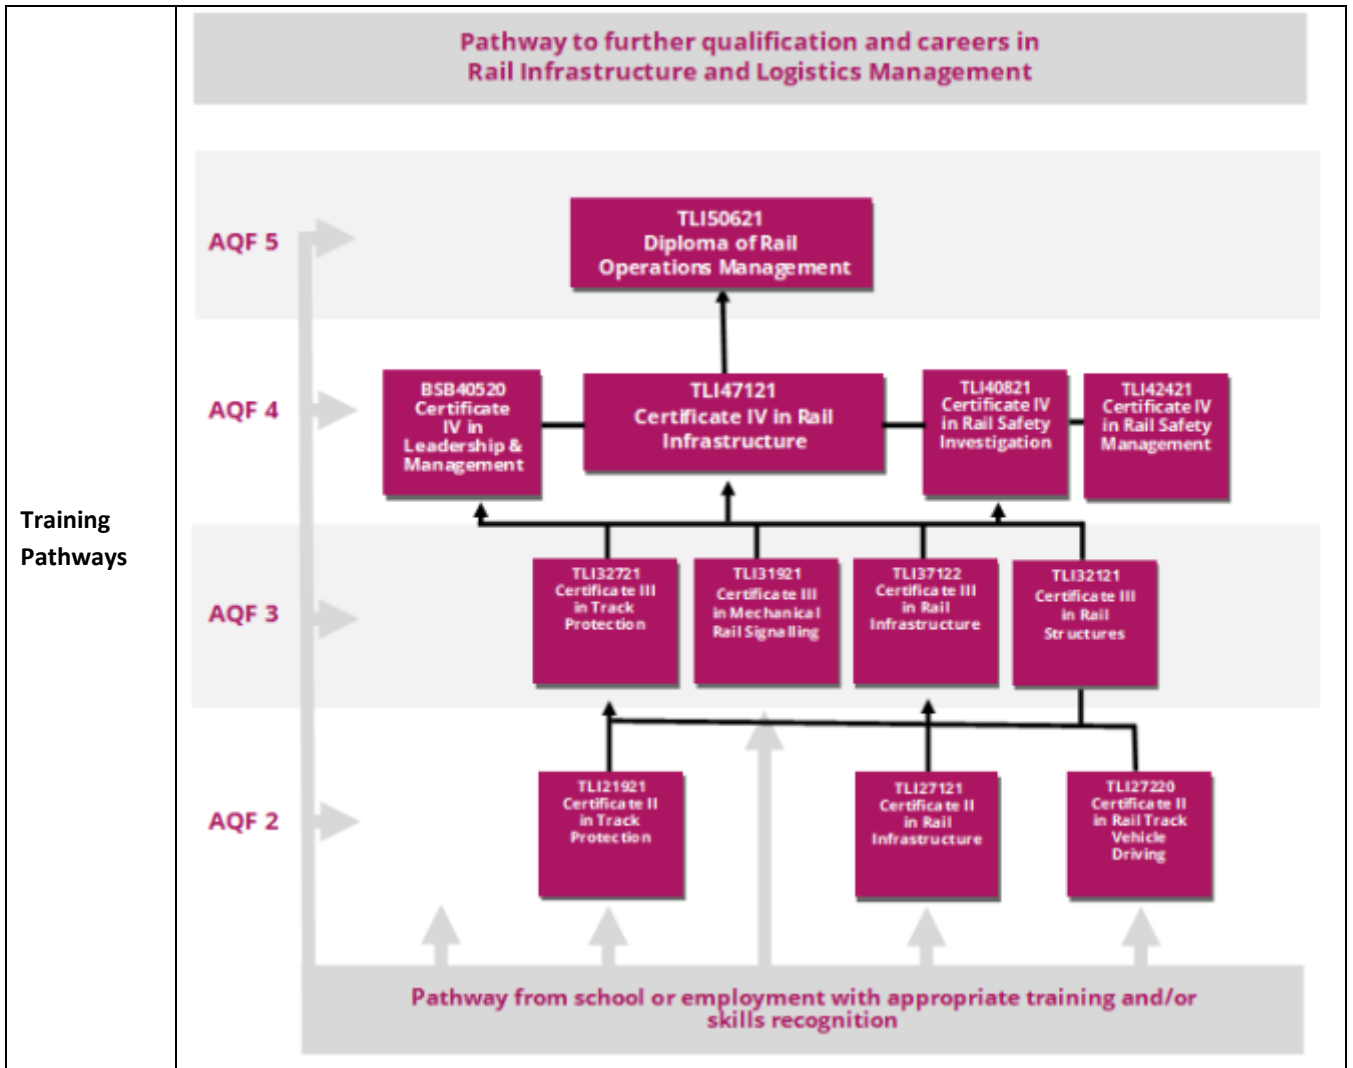 Pathway to further qualification and careers in
Rail Infrastructure and Logistics Management
AQF 5
TLI50621
Diploma of Rail
Operations Management
AQF 4
BSB40520
Certificate
IV in
Leadership &
Management
TLI47121
Certificate IV in Rail
Infrastructure
TLI40821
Certificate IV
in Rail Safety
Investigation
TLI42421
Certificate IV
in Rail Safety
Management
Training
Pathways
AQF 3
TLI32721
Certificate III
in Track
Protection
TLI31921
Certificate III
in Mechanical
Rail Signalling
TLI37122
Certificate III
in Rail
Infrastructure
TLI32121
Certificate III
in Rail
Structures
AQF 2
TLI21921
Certificate II
in Track
Protection
TLI27121
Certificate II
in Rail
Infrastructure
TLI27220
Certificate II
in Rail Track
Vehicle
Driving
Pathway from school or employment with appropriate training and/or
skills recognition